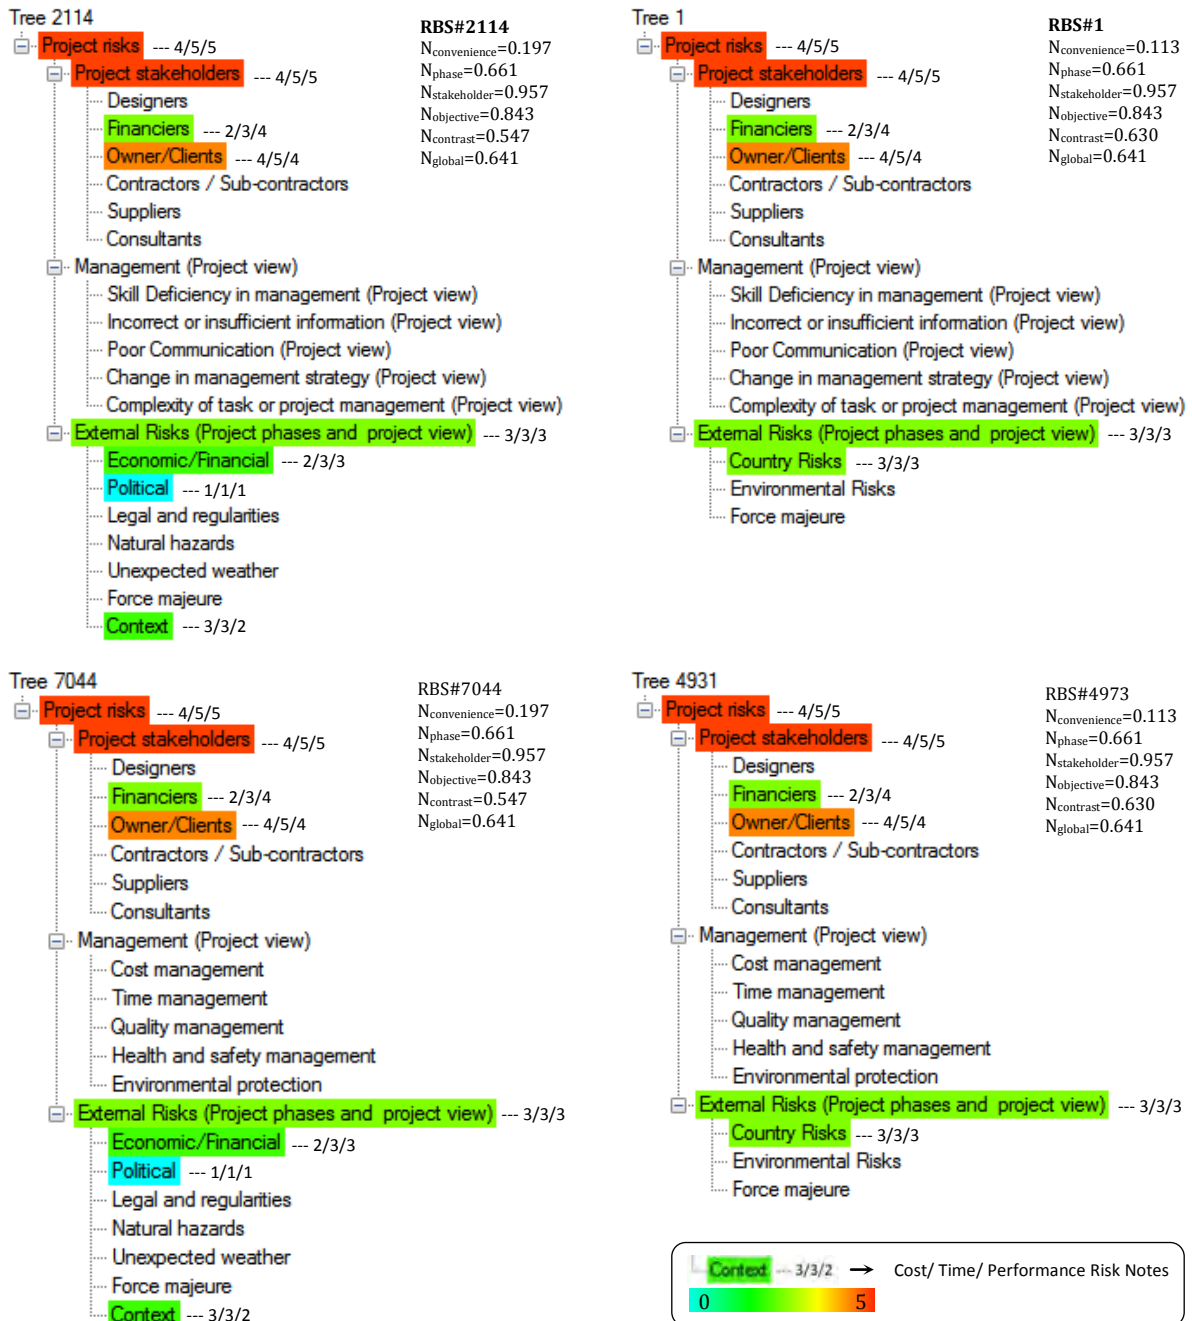 Tree 2114
Project risks --- 4/5/5
Project stakeholders --- 4/5/5
Designers
Financiers --- 2/3/4
Owner/Clients --- 4/5/4
Contractors / Sub-contractors
Suppliers
Consultants
Management (Project view)
Skill Deficiency in management (Project view)
Incorrect or insufficient information (Project view)
Poor Communication (Project view)
Change in management strategy (Project view)
Complexity of task or project management (Project view)
External Risks (Project phases and project view) --- 3/3/3
Economic/Financial --- 2/3/3
Political --- 1/1/1
Legal and regularities
Natural hazards
Unexpected weather
Force majeure
Context --- 3/3/2
RBS#2114
Nconvenience=0.197
Nphase=0.661
Nstakeholder=0.957
Nobjective=0.843
Ncontrast=0.547
Nglobal=0.641
Tree 1
Project risks --- 4/5/5
Project stakeholders --- 4/5/5
Designers
Financiers --- 2/3/4
Owner/Clients --- 4/5/4
Contractors / Sub-contractors
Suppliers
Consultants
Management (Project view)
Skill Deficiency in management (Project view)
Incorrect or insufficient information (Project view)
Poor Communication (Project view)
Change in management strategy (Project view)
Complexity of task or project management (Project view)
External Risks (Project phases and project view) --- 3/3/3
Country Risks --- 3/3/3
Environmental Risks
Force majeure
RBS#1
Nconvenience=0.113
Nphase=0.661
Nstakeholder=0.957
Nobjective=0.843
Ncontrast=0.630
Nglobal=0.641
Tree 7044
Project risks --- 4/5/5
Project stakeholders --- 4/5/5
Designers
Financiers --- 2/3/4
Owner/Clients --- 4/5/4
Contractors / Sub-contractors
Suppliers
Consultants
Management (Project view)
Cost management
Time management
Quality management
Health and safety management
Environmental protection
External Risks (Project phases and project view) --- 3/3/3
Economic/Financial --- 2/3/3
Political --- 1/1/1
Legal and regularities
Natural hazards
Unexpected weather
Force majeure
Context --- 3/3/2
RBS#7044
Nconvenience=0.197
Nphase=0.661
Nstakeholder=0.957
Nobjective=0.843
Ncontrast=0.547
Nglobal=0.641
Tree 4931
Project risks --- 4/5/5
Project stakeholders --- 4/5/5
Designers
Financiers --- 2/3/4
Owner/Clients --- 4/5/4
Contractors / Sub-contractors
Suppliers
Consultants
Management (Project view)
Cost management
Time management
Quality management
Health and safety management
Environmental protection
External Risks (Project phases and project view) --- 3/3/3
Country Risks --- 3/3/3
Environmental Risks
Force majeure
RBS#4973
Nconvenience=0.113
Nphase=0.661
Nstakeholder=0.957
Nobjective=0.843
Ncontrast=0.630
Nglobal=0.641
Context --- 3/3/2 → Cost/ Time/ Performance Risk Notes
0 5